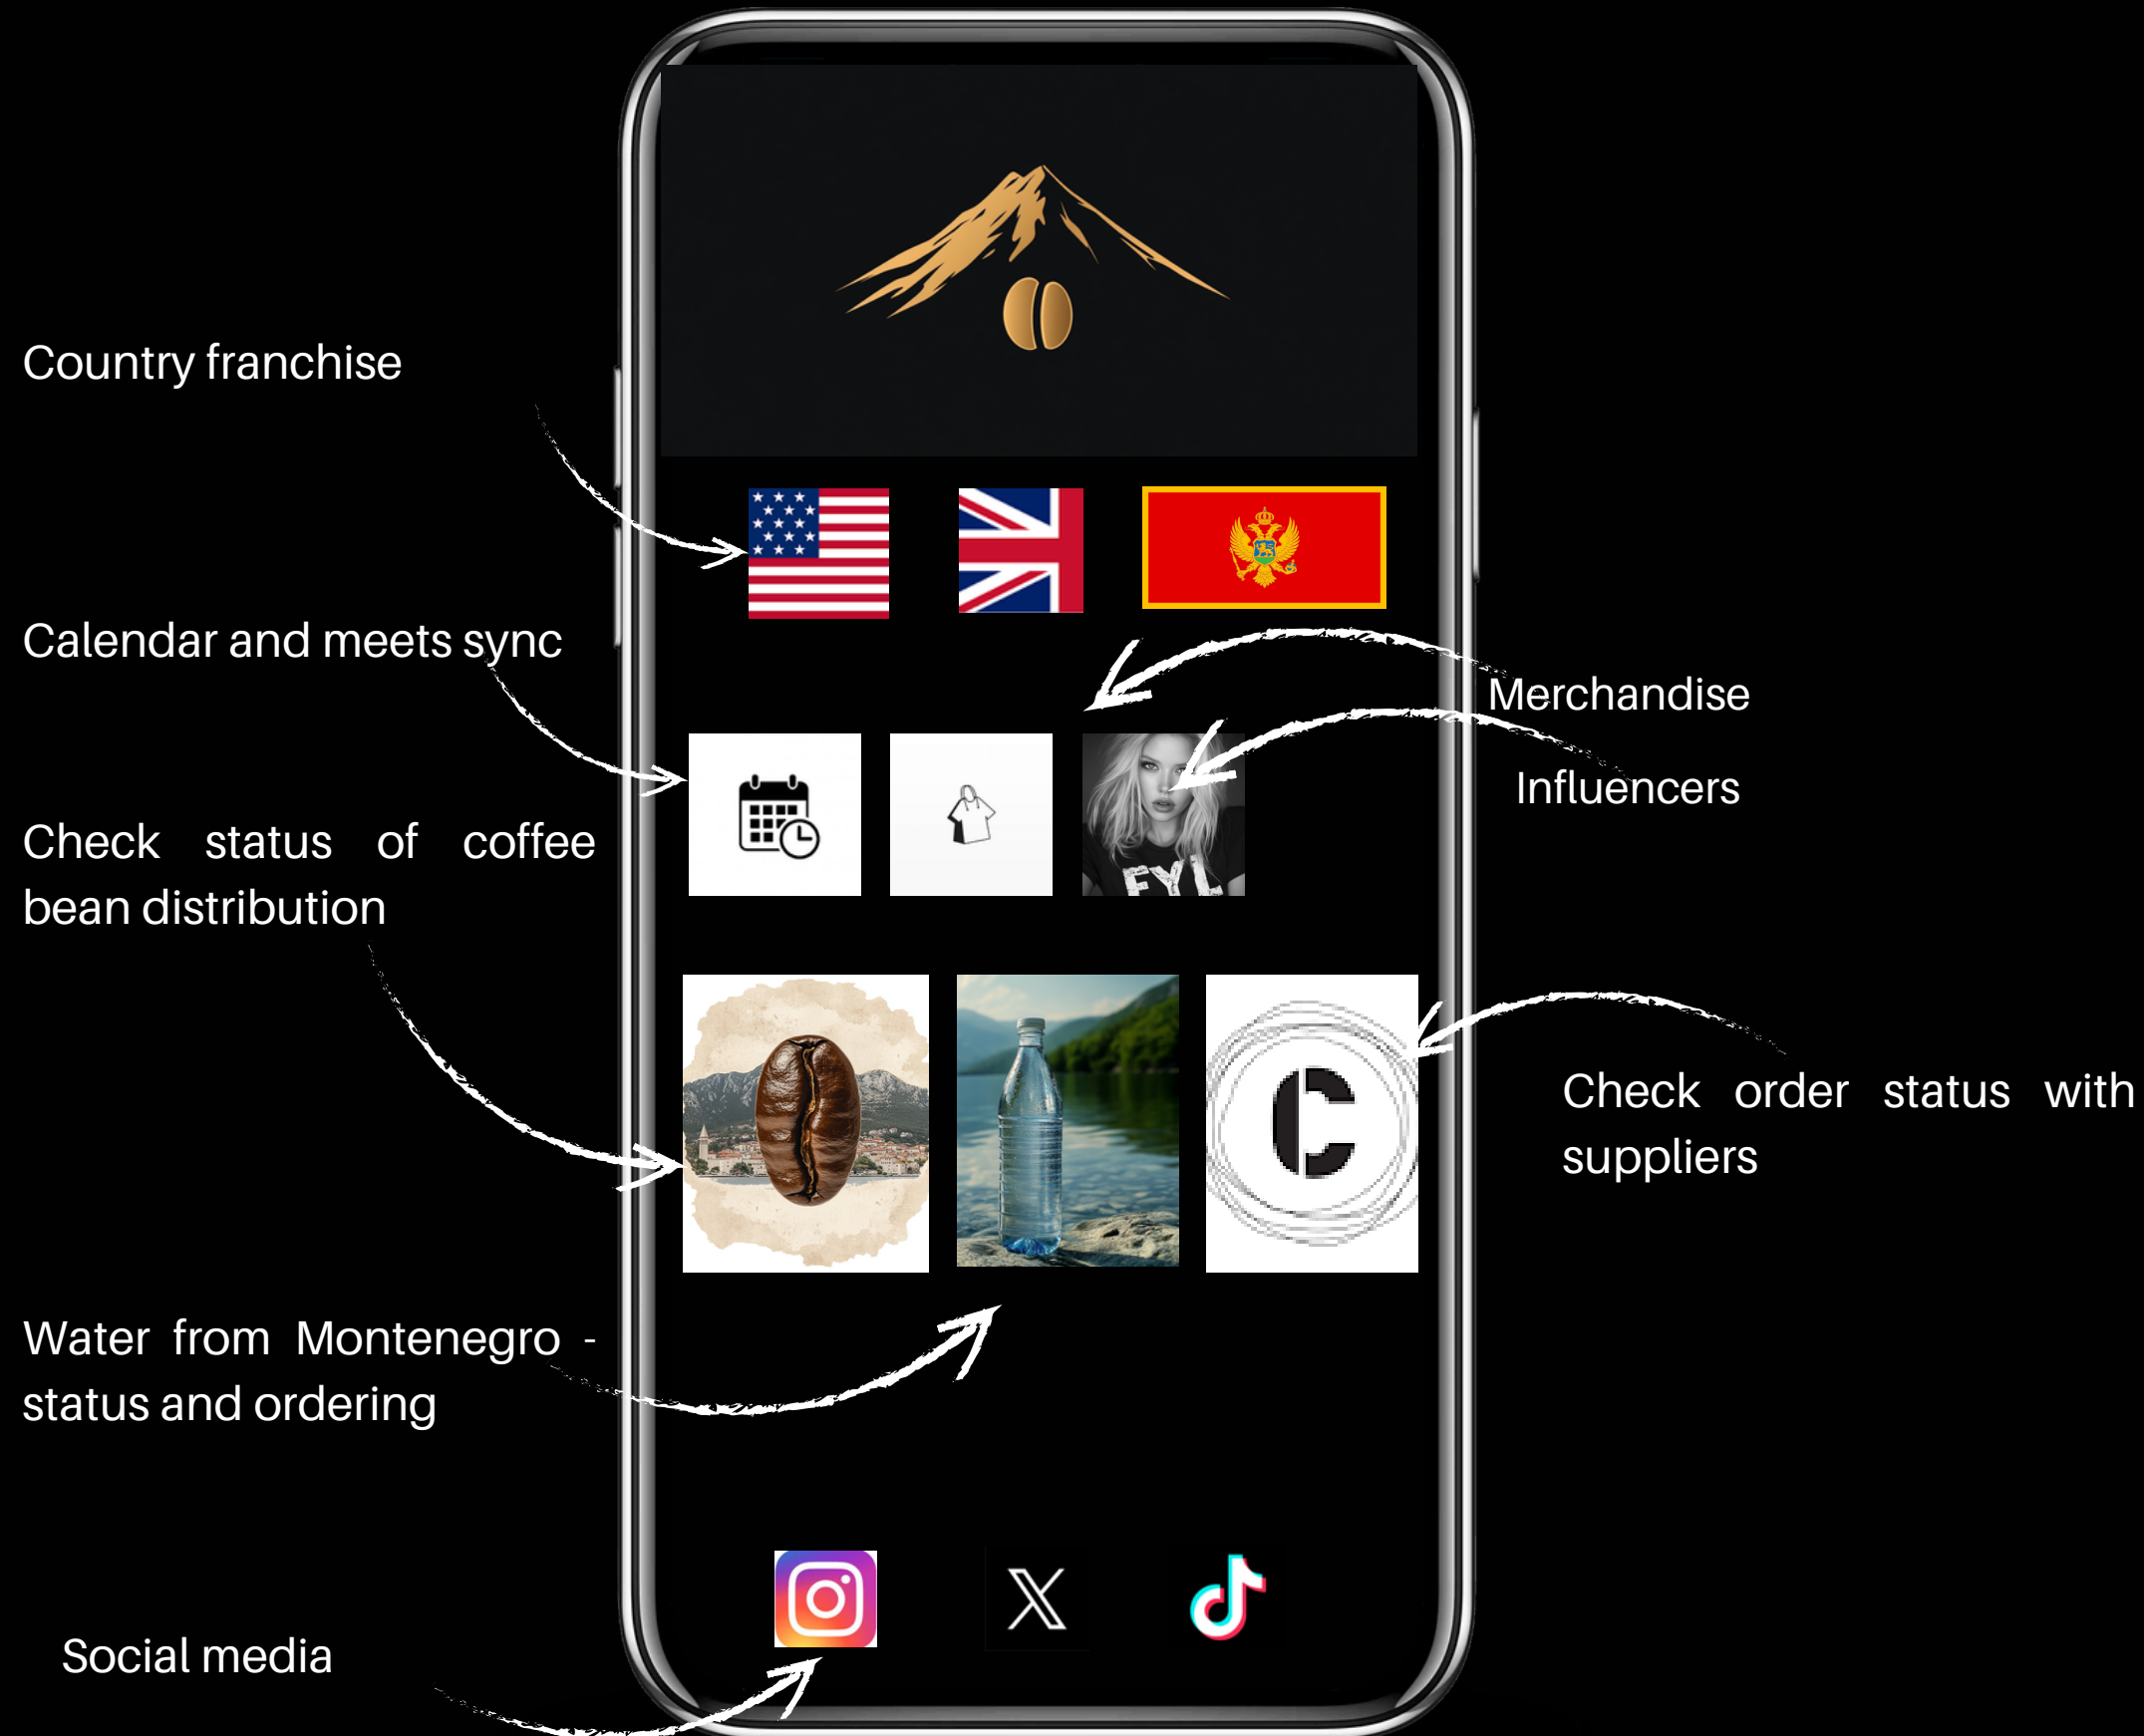 Country franchise
Calendar and meets sync
Merchandise
Influencers
Check status of coffee
bean distribution
FYL
C
Check order status with
suppliers
Water from Montenegro -
status and ordering
Social media